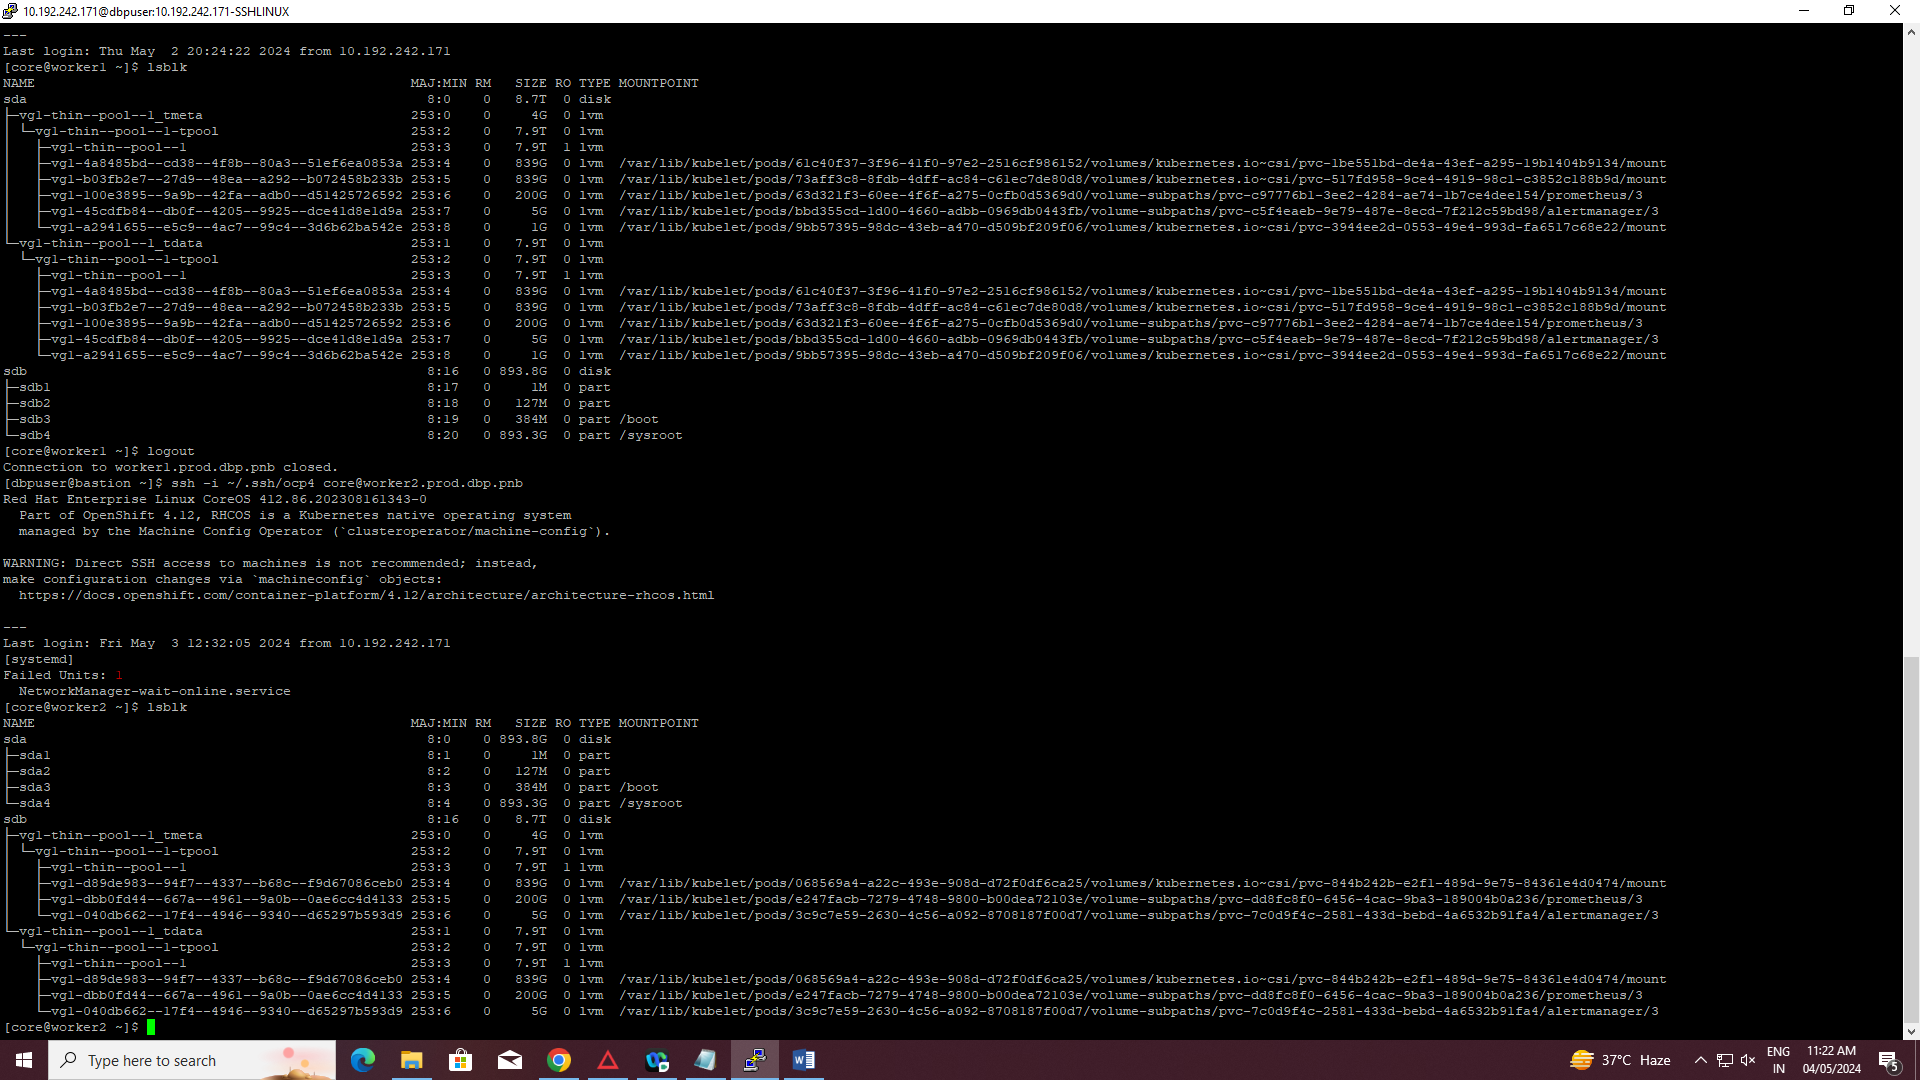 10.192.242.171@dbpuser:10.192.242.171-SSHLINUX
---
Last login: Thu May  2 20:24:22 2024 from 10.192.242.171
[core@worker1 ~]$ lsblk
NAME MAJ:MIN RM SIZE RO TYPE MOUNTPOINT
sda 8:0 0 8.7T 0 disk
├─vg1-thin--pool--1_tmeta 253:0 0 4G 0 lvm
│ └─vg1-thin--pool--1-tpool 253:2 0 7.9T 0 lvm
│   ├─vg1-thin--pool--1 253:3 0 7.9T 1 lvm
│   ├─vg1-4a8485bd--cd38--4f8b--80a3--51ef6ea0853a 253:4 0 839G 0 lvm /var/lib/kubelet/pods/61c40f37-3f96-41f0-97e2-2516cf986152/volumes/kubernetes.io~csi/pvc-1be551bd-de4a-43ef-a295-19b1404b9134/mount
│   ├─vg1-b03fb2e7--27d9--48ea--a292--b072458b233b 253:5 0 839G 0 lvm /var/lib/kubelet/pods/73aff3c8-8fdb-4dff-ac84-c61ec7de80d8/volumes/kubernetes.io~csi/pvc-517fd958-9ce4-4919-98c1-c3852c188b9d/mount
│   ├─vg1-100e3895--9a9b--42fa--adb0--d51425726592 253:6 0 200G 0 lvm /var/lib/kubelet/pods/63d321f3-60ee-4f6f-a275-0cfb0d5369d0/volume-subpaths/pvc-c97776b1-3ee2-4284-ae74-1b7ce4dee154/prometheus/3
│   ├─vg1-45cdfb84--db0f--4205--9925--dce41d8e1d9a 253:7 0 5G 0 lvm /var/lib/kubelet/pods/bbd355cd-1d00-4660-adbb-0969db0443fb/volume-subpaths/pvc-c5f4eaeb-9e79-487e-8ecd-7f212c59bd98/alertmanager/3
│   └─vg1-a2941655--e5c9--4ac7--99c4--3d6b62ba542e 253:8 0 1G 0 lvm /var/lib/kubelet/pods/9bb57395-98dc-43eb-a470-d509bf209f06/volumes/kubernetes.io~csi/pvc-3944ee2d-0553-49e4-993d-fa6517c68e22/mount
└─vg1-thin--pool--1_tdata 253:1 0 7.9T 0 lvm
  └─vg1-thin--pool--1-tpool 253:2 0 7.9T 0 lvm
    ├─vg1-thin--pool--1 253:3 0 7.9T 1 lvm
    ├─vg1-4a8485bd--cd38--4f8b--80a3--51ef6ea0853a 253:4 0 839G 0 lvm /var/lib/kubelet/pods/61c40f37-3f96-41f0-97e2-2516cf986152/volumes/kubernetes.io~csi/pvc-1be551bd-de4a-43ef-a295-19b1404b9134/mount
    ├─vg1-b03fb2e7--27d9--48ea--a292--b072458b233b 253:5 0 839G 0 lvm /var/lib/kubelet/pods/73aff3c8-8fdb-4dff-ac84-c61ec7de80d8/volumes/kubernetes.io~csi/pvc-517fd958-9ce4-4919-98c1-c3852c188b9d/mount
    ├─vg1-100e3895--9a9b--42fa--adb0--d51425726592 253:6 0 200G 0 lvm /var/lib/kubelet/pods/63d321f3-60ee-4f6f-a275-0cfb0d5369d0/volume-subpaths/pvc-c97776b1-3ee2-4284-ae74-1b7ce4dee154/prometheus/3
    ├─vg1-45cdfb84--db0f--4205--9925--dce41d8e1d9a 253:7 0 5G 0 lvm /var/lib/kubelet/pods/bbd355cd-1d00-4660-adbb-0969db0443fb/volume-subpaths/pvc-c5f4eaeb-9e79-487e-8ecd-7f212c59bd98/alertmanager/3
    └─vg1-a2941655--e5c9--4ac7--99c4--3d6b62ba542e 253:8 0 1G 0 lvm /var/lib/kubelet/pods/9bb57395-98dc-43eb-a470-d509bf209f06/volumes/kubernetes.io~csi/pvc-3944ee2d-0553-49e4-993d-fa6517c68e22/mount
sdb 8:16 0 893.8G 0 disk
├─sdb1 8:17 0 1M 0 part
├─sdb2 8:18 0 127M 0 part
├─sdb3 8:19 0 384M 0 part /boot
└─sdb4 8:20 0 893.3G 0 part /sysroot
[core@worker1 ~]$ logout
Connection to worker1.prod.dbp.pnb closed.
[dbpuser@bastion ~]$ ssh -i ~/.ssh/ocp4 core@worker2.prod.dbp.pnb
Red Hat Enterprise Linux CoreOS 412.86.202308161343-0
  Part of OpenShift 4.12, RHCOS is a Kubernetes native operating system
  managed by the Machine Config Operator (`clusteroperator/machine-config`).
WARNING: Direct SSH access to machines is not recommended; instead,
make configuration changes via `machineconfig` objects:
  https://docs.openshift.com/container-platform/4.12/architecture/architecture-rhcos.html
---
Last login: Fri May  3 12:32:05 2024 from 10.192.242.171
[systemd]
Failed Units: 1
  NetworkManager-wait-online.service
[core@worker2 ~]$ lsblk
NAME MAJ:MIN RM SIZE RO TYPE MOUNTPOINT
sda 8:0 0 893.8G 0 disk
├─sda1 8:1 0 1M 0 part
├─sda2 8:2 0 127M 0 part
├─sda3 8:3 0 384M 0 part /boot
└─sda4 8:4 0 893.3G 0 part /sysroot
sdb 8:16 0 8.7T 0 disk
├─vg1-thin--pool--1_tmeta 253:0 0 4G 0 lvm
│ └─vg1-thin--pool--1-tpool 253:2 0 7.9T 0 lvm
│   ├─vg1-thin--pool--1 253:3 0 7.9T 1 lvm
│   ├─vg1-d89de983--94f7--4337--b68c--f9d67086ceb0 253:4 0 839G 0 lvm /var/lib/kubelet/pods/068569a4-a22c-493e-908d-d72f0df6ca25/volumes/kubernetes.io~csi/pvc-844b242b-e2f1-489d-9e75-84361e4d0474/mount
│   ├─vg1-dbb0fd44--667a--4961--9a0b--0ae6cc4d4133 253:5 0 200G 0 lvm /var/lib/kubelet/pods/e247facb-7279-4748-9800-b00dea72103e/volume-subpaths/pvc-dd8fc8f0-6456-4cac-9ba3-189004b0a236/prometheus/3
│   └─vg1-040db662--17f4--4946--9340--d65297b593d9 253:6 0 5G 0 lvm /var/lib/kubelet/pods/3c9c7e59-2630-4c56-a092-8708187f00d7/volume-subpaths/pvc-7c0d9f4c-2581-433d-bebd-4a6532b91fa4/alertmanager/3
└─vg1-thin--pool--1_tdata 253:1 0 7.9T 0 lvm
  └─vg1-thin--pool--1-tpool 253:2 0 7.9T 0 lvm
    ├─vg1-thin--pool--1 253:3 0 7.9T 1 lvm
    ├─vg1-d89de983--94f7--4337--b68c--f9d67086ceb0 253:4 0 839G 0 lvm /var/lib/kubelet/pods/068569a4-a22c-493e-908d-d72f0df6ca25/volumes/kubernetes.io~csi/pvc-844b242b-e2f1-489d-9e75-84361e4d0474/mount
    ├─vg1-dbb0fd44--667a--4961--9a0b--0ae6cc4d4133 253:5 0 200G 0 lvm /var/lib/kubelet/pods/e247facb-7279-4748-9800-b00dea72103e/volume-subpaths/pvc-dd8fc8f0-6456-4cac-9ba3-189004b0a236/prometheus/3
    └─vg1-040db662--17f4--4946--9340--d65297b593d9 253:6 0 5G 0 lvm /var/lib/kubelet/pods/3c9c7e59-2630-4c56-a092-8708187f00d7/volume-subpaths/pvc-7c0d9f4c-2581-433d-bebd-4a6532b91fa4/alertmanager/3
[core@worker2 ~]$
Type here to search
37°C Haze
ENG
IN
11:22 AM
04/05/2024
5